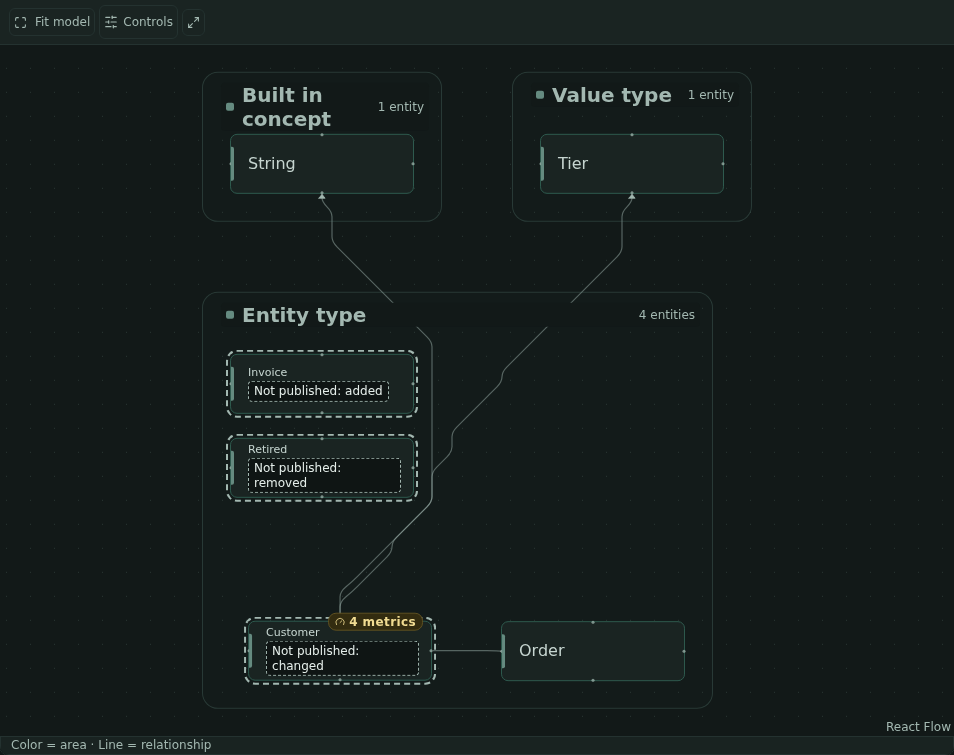 Fit model
Controls
Built in
concept
1 entity
Value type
1 entity
String
Tier
Entity type
4 entities
Invoice
Not published: added
Retired
Not published:
removed
4 metrics
Customer
Not published:
changed
Order
React Flow
Color = area · Line = relationship